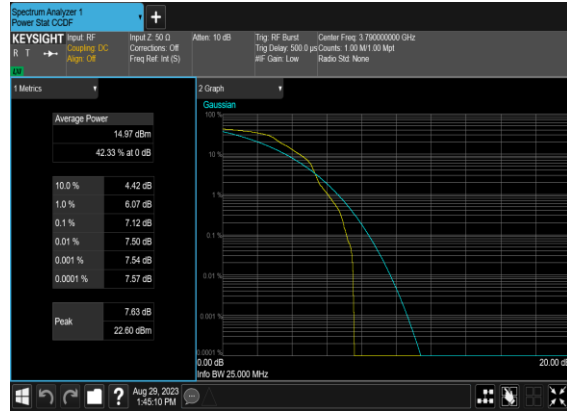 Spectrum Analyzer 1
Power Stat CCDF
+
KEYSIGHT
R T
LV
Input: RF
Coupling: DC
Align: Off
Input Z: 50 Ω
Corrections: Off
Freq Ref: Int (S)
Atten: 10 dB
Trig: RF Burst
Trig Delay: 500.0 µs
#IF Gain: Low
Center Freq: 3.790000000 GHz
Counts: 1.00 M/1.00 Mpt
Radio Std: None
1 Metrics
Average Power
14.97 dBm
42.33 % at 0 dB
10.0 % 4.42 dB
1.0 % 6.07 dB
0.1 % 7.12 dB
0.01 % 7.50 dB
0.001 % 7.54 dB
0.0001 % 7.57 dB
Peak
7.63 dB
22.60 dBm
2 Graph
Gaussian
100 %
10 %
1 %
0.1 %
0.01 %
0.001 %
0.0001 %
0.00 dB
20.00 dB
Info BW 25.000 MHz
?
Aug 29, 2023
1:45:10 PM